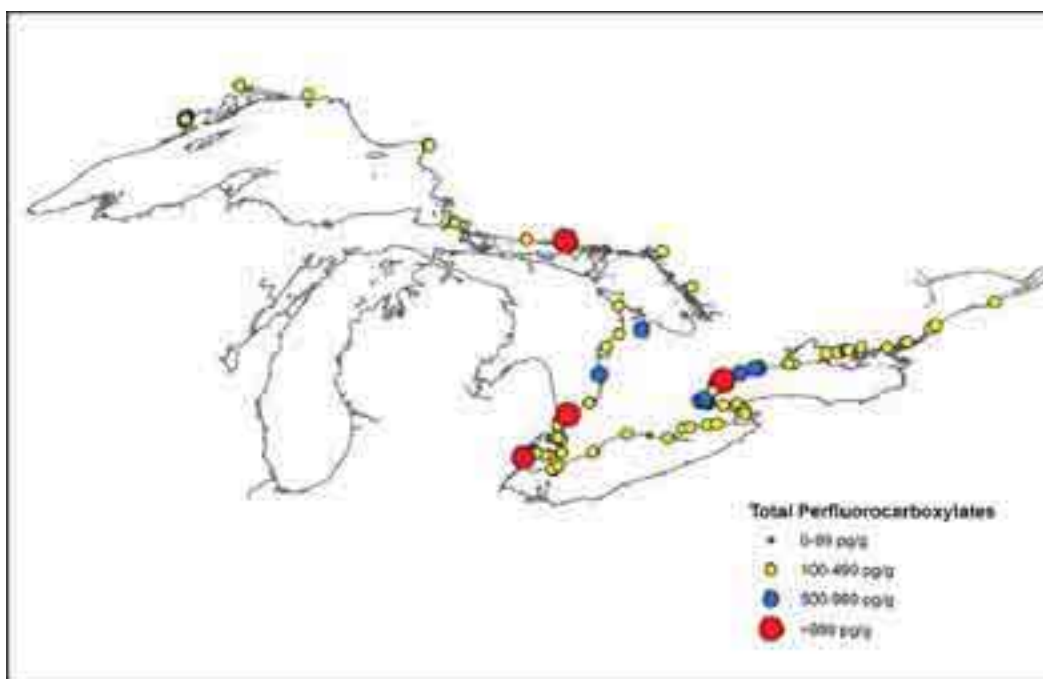 Total Perfluorocarboxylates
0-99 pg/g
100-499 pg/g
500-999 pg/g
>999 pg/g